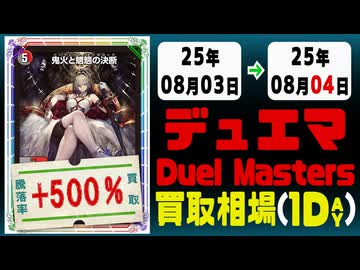 5
鬼火と魍魎の決断
騰落率
+500%
買取
25年
08月03日
25年
08月04日
デュエマ
Duel Masters
買取相場(1D)